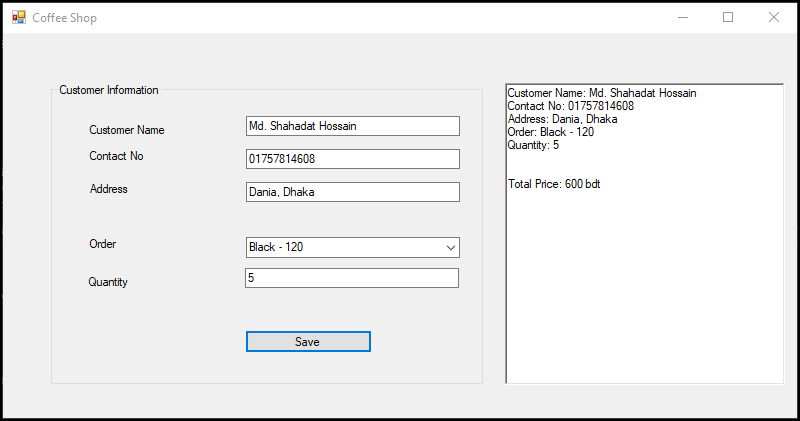 Coffee Shop
Customer Information
Customer Name
Md. Shahadat Hossain
Contact No
01757814608
Address
Dania, Dhaka
Order
Black - 120
Quantity
5
Save
Customer Name: Md. Shahadat Hossain
Contact No: 01757814608
Address: Dania, Dhaka
Order: Black - 120
Quantity: 5
Total Price: 600 bdt